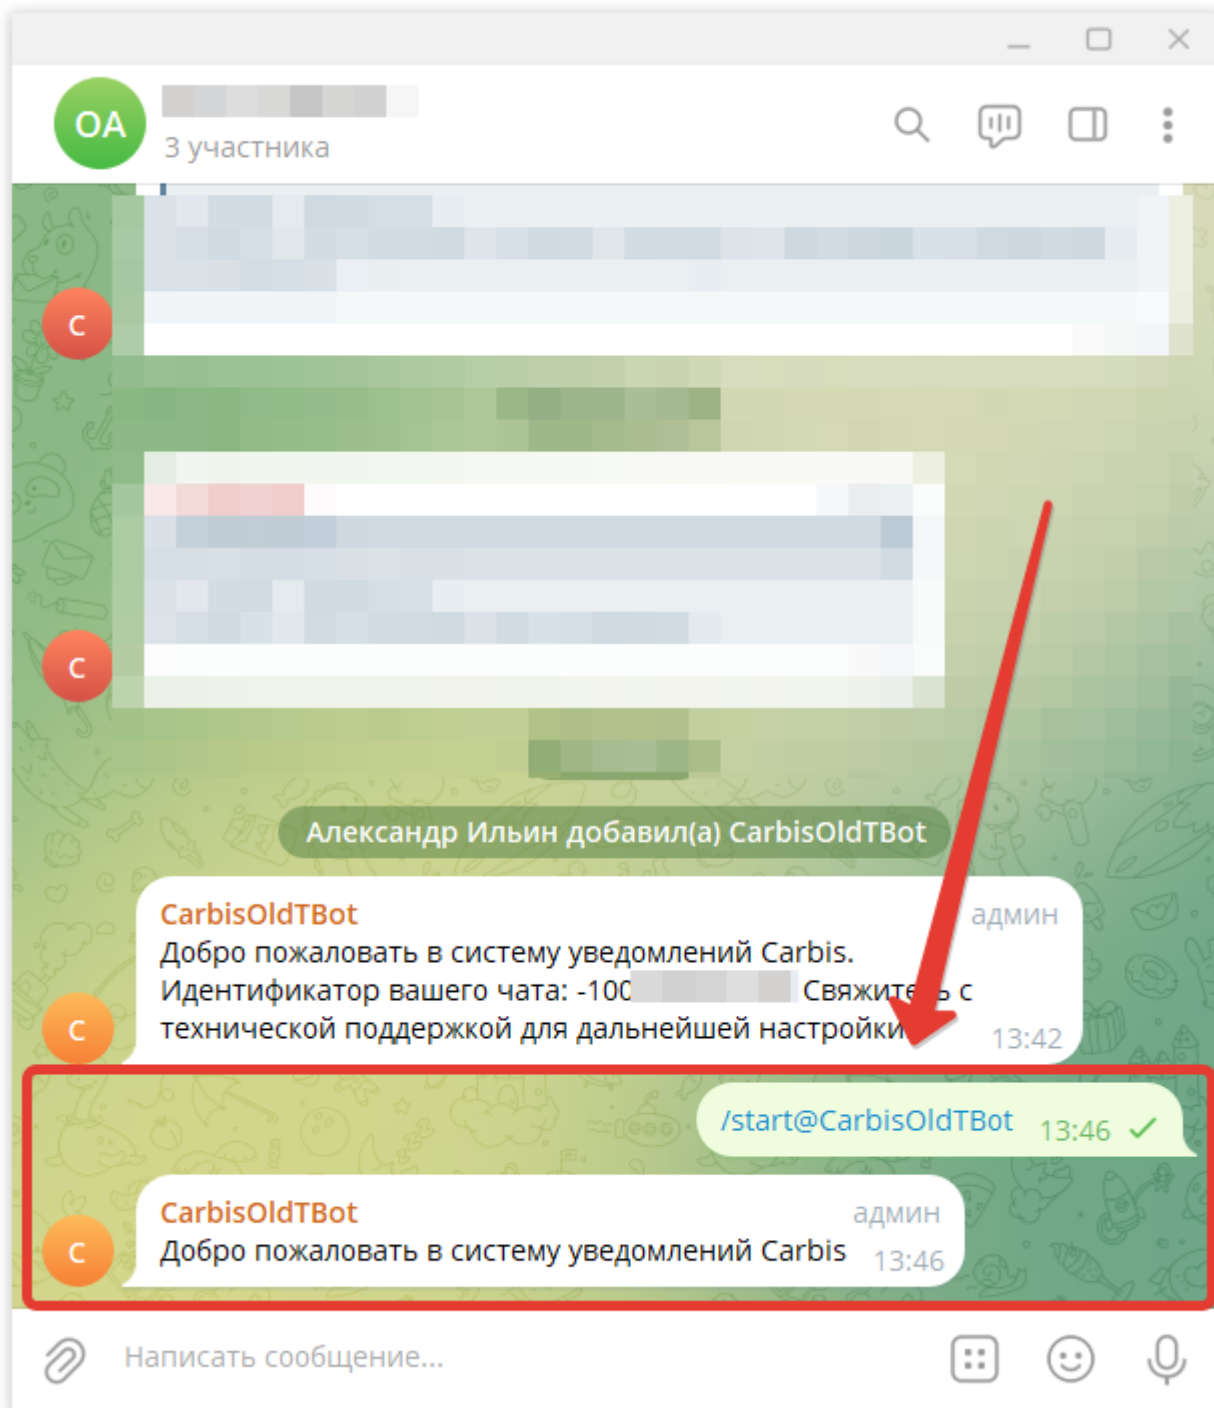 OA
3 участника
C
C
Александр Ильин добавил(а) CarbisOldTBot
CarbisOldTBot
админ
Добро пожаловать в систему уведомлений Carbis.
Идентификатор вашего чата: -100 Свяжитесь с
технической поддержкой для дальнейшей настройки
13:42
C
/start@CarbisOldTBot
13:46
CarbisOldTBot
админ
Добро пожаловать в систему уведомлений Carbis
13:46
C
Написать сообщение...